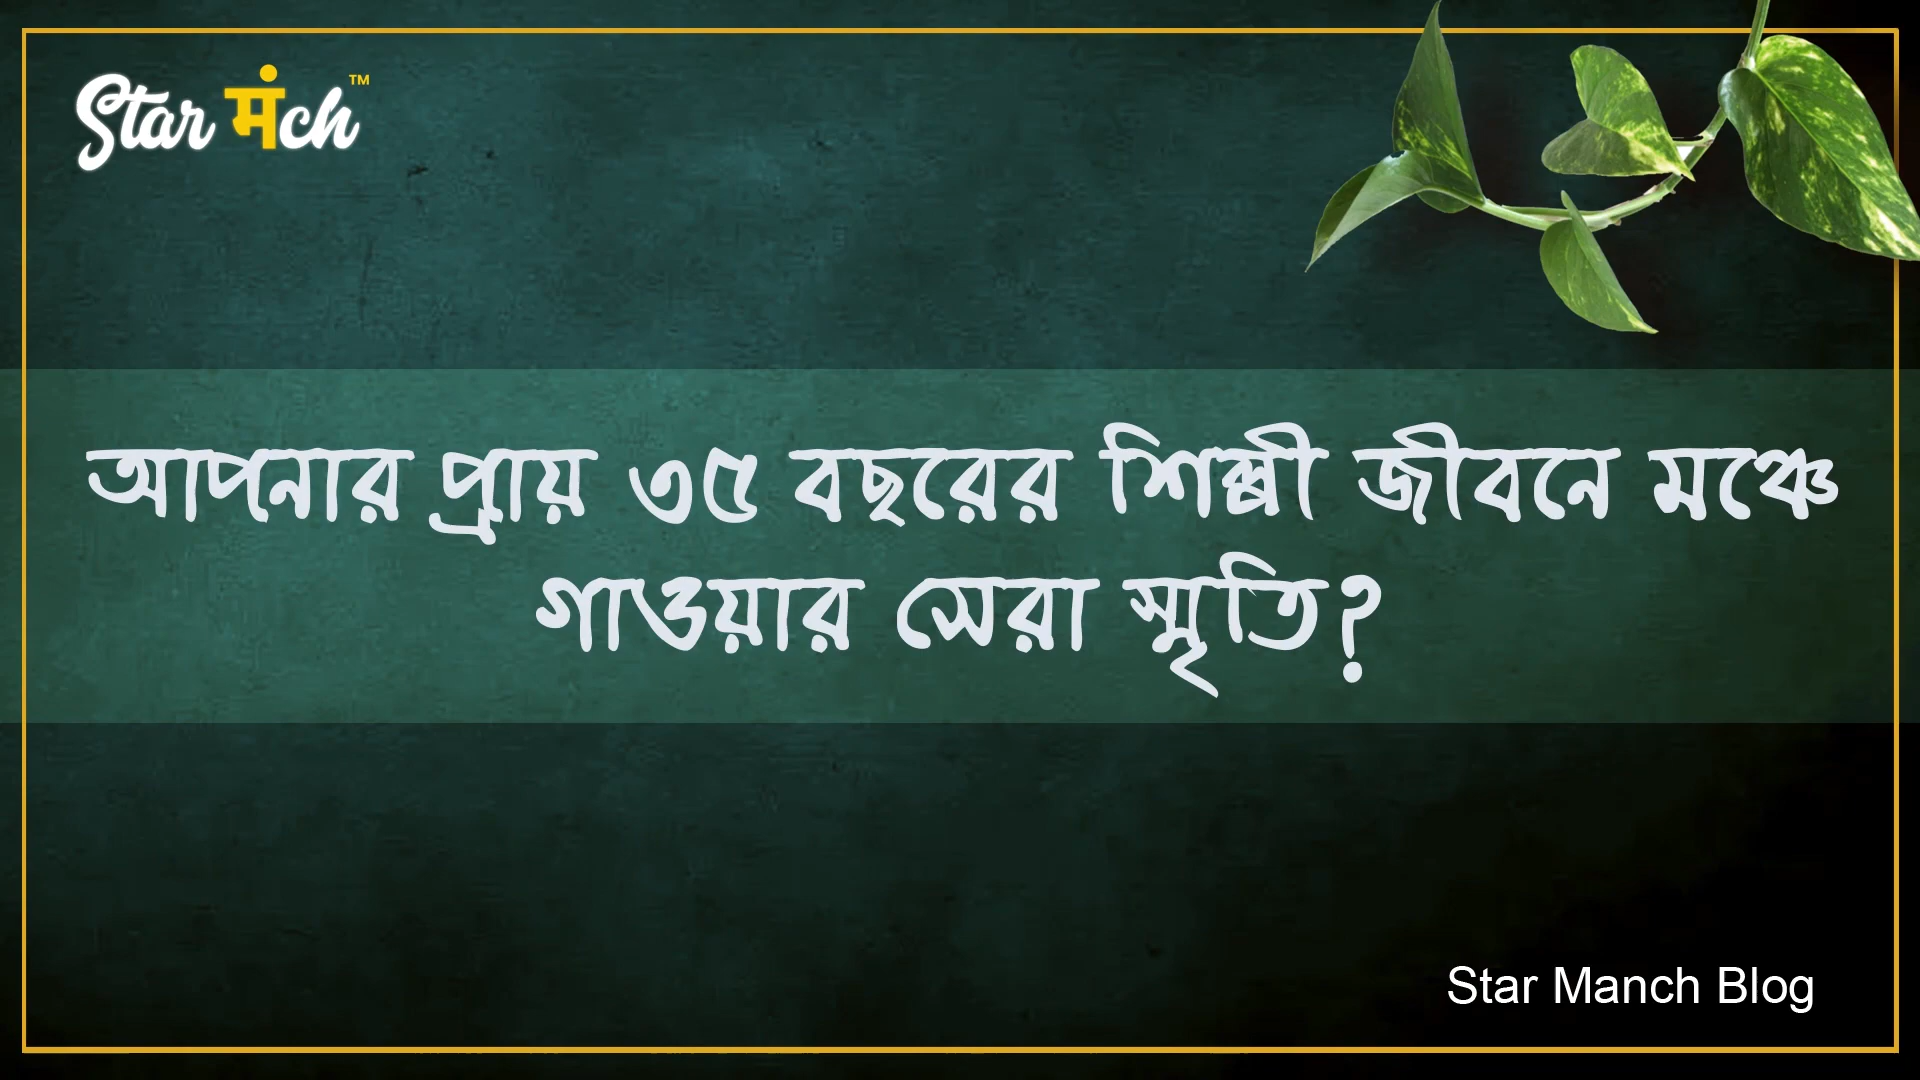 Star मंch™
আপনার প্রায় ৩৫ বছরের শিল্পী জীবনে মঞ্চে
গাওয়ার সেরা স্মৃতি?
Star Manch Blog